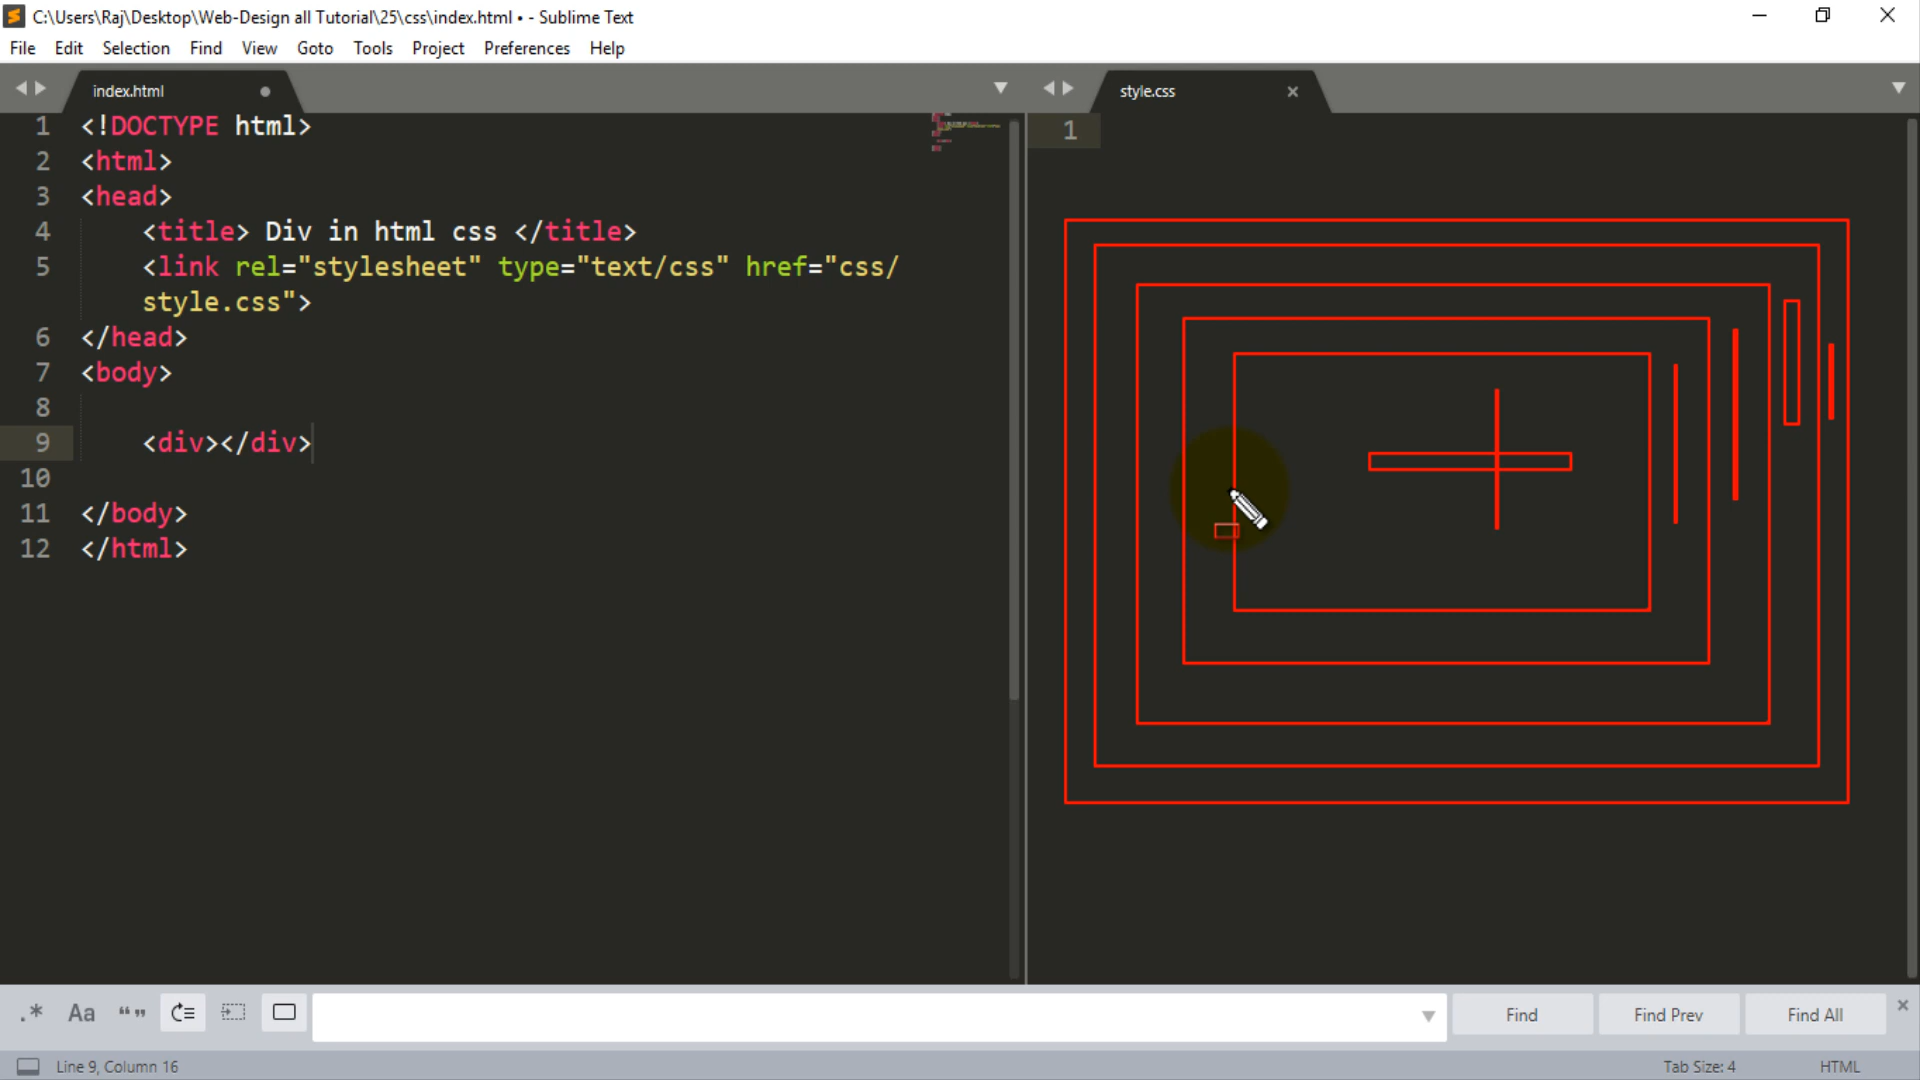 C:\Users\Raj\Desktop\Web-Design all Tutorial\25\css\index.html • - Sublime Text
File Edit Selection Find View Goto Tools Project Preferences Help
index.html
style.css
1 <!DOCTYPE html>
2 <html>
3 <head>
4 <title> Div in html css </title>
5 <link rel="stylesheet" type="text/css" href="css/
style.css">
6 </head>
7 <body>
8
9 <div></div>
10
11 </body>
12 </html>
1
.* Aa “” Find Find Prev Find All
Line 9, Column 16 Tab Size: 4 HTML